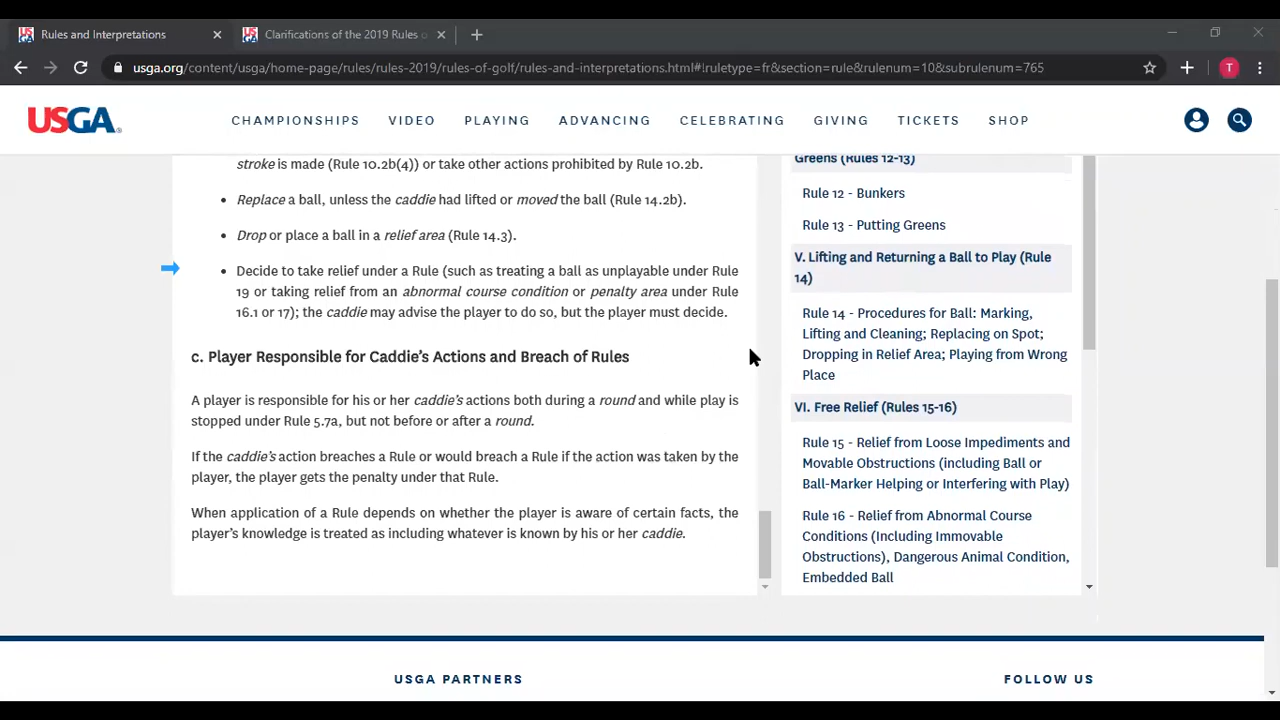 Rules and Interpretations
Clarifications of the 2019 Rules o
usga.org/content/usga/home-page/rules/rules-2019/rules-of-golf/rules-and-interpretations.html#!ruletype=fr&section=rule&rulenum=10&subrulenum=765
T
USGA
CHAMPIONSHIPS VIDEO PLAYING ADVANCING CELEBRATING GIVING TICKETS SHOP
stroke is made (Rule 10.2b(4)) or take other actions prohibited by Rule 10.2b.
• Replace a ball, unless the caddie had lifted or moved the ball (Rule 14.2b).
• Drop or place a ball in a relief area (Rule 14.3).
• Decide to take relief under a Rule (such as treating a ball as unplayable under Rule
19 or taking relief from an abnormal course condition or penalty area under Rule
16.1 or 17); the caddie may advise the player to do so, but the player must decide.
c. Player Responsible for Caddie's Actions and Breach of Rules
A player is responsible for his or her caddie's actions both during a round and while play is
stopped under Rule 5.7a, but not before or after a round.
If the caddie's action breaches a Rule or would breach a Rule if the action was taken by the
player, the player gets the penalty under that Rule.
When application of a Rule depends on whether the player is aware of certain facts, the
player's knowledge is treated as including whatever is known by his or her caddie.
Greens (Rules 12-13)
Rule 12 - Bunkers
Rule 13 - Putting Greens
V. Lifting and Returning a Ball to Play (Rule
14)
Rule 14 - Procedures for Ball: Marking,
Lifting and Cleaning; Replacing on Spot;
Dropping in Relief Area; Playing from Wrong
Place
VI. Free Relief (Rules 15-16)
Rule 15 - Relief from Loose Impediments and
Movable Obstructions (including Ball or
Ball-Marker Helping or Interfering with Play)
Rule 16 - Relief from Abnormal Course
Conditions (Including Immovable
Obstructions), Dangerous Animal Condition,
Embedded Ball
USGA PARTNERS
FOLLOW US